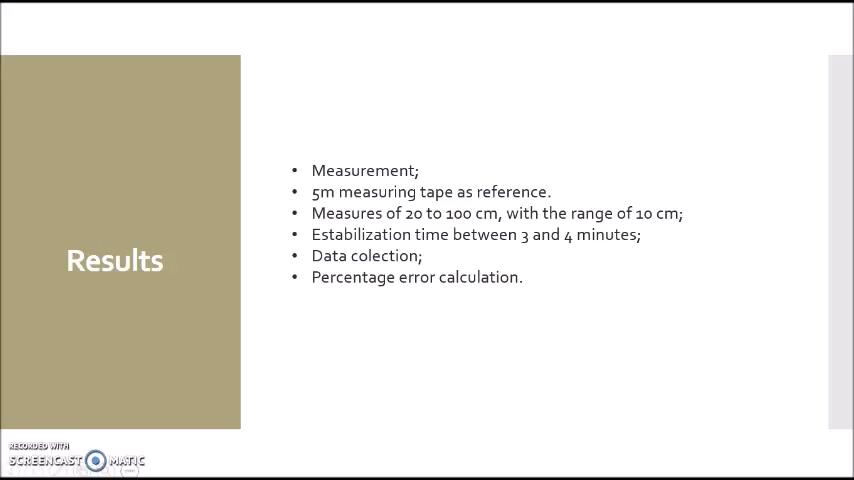 Results
• Measurement;
• 5m measuring tape as reference.
• Measures of 20 to 100 cm, with the range of 10 cm;
• Estabilization time between 3 and 4 minutes;
• Data colection;
• Percentage error calculation.
RECORDED WITH
SCREENCAST MATIC